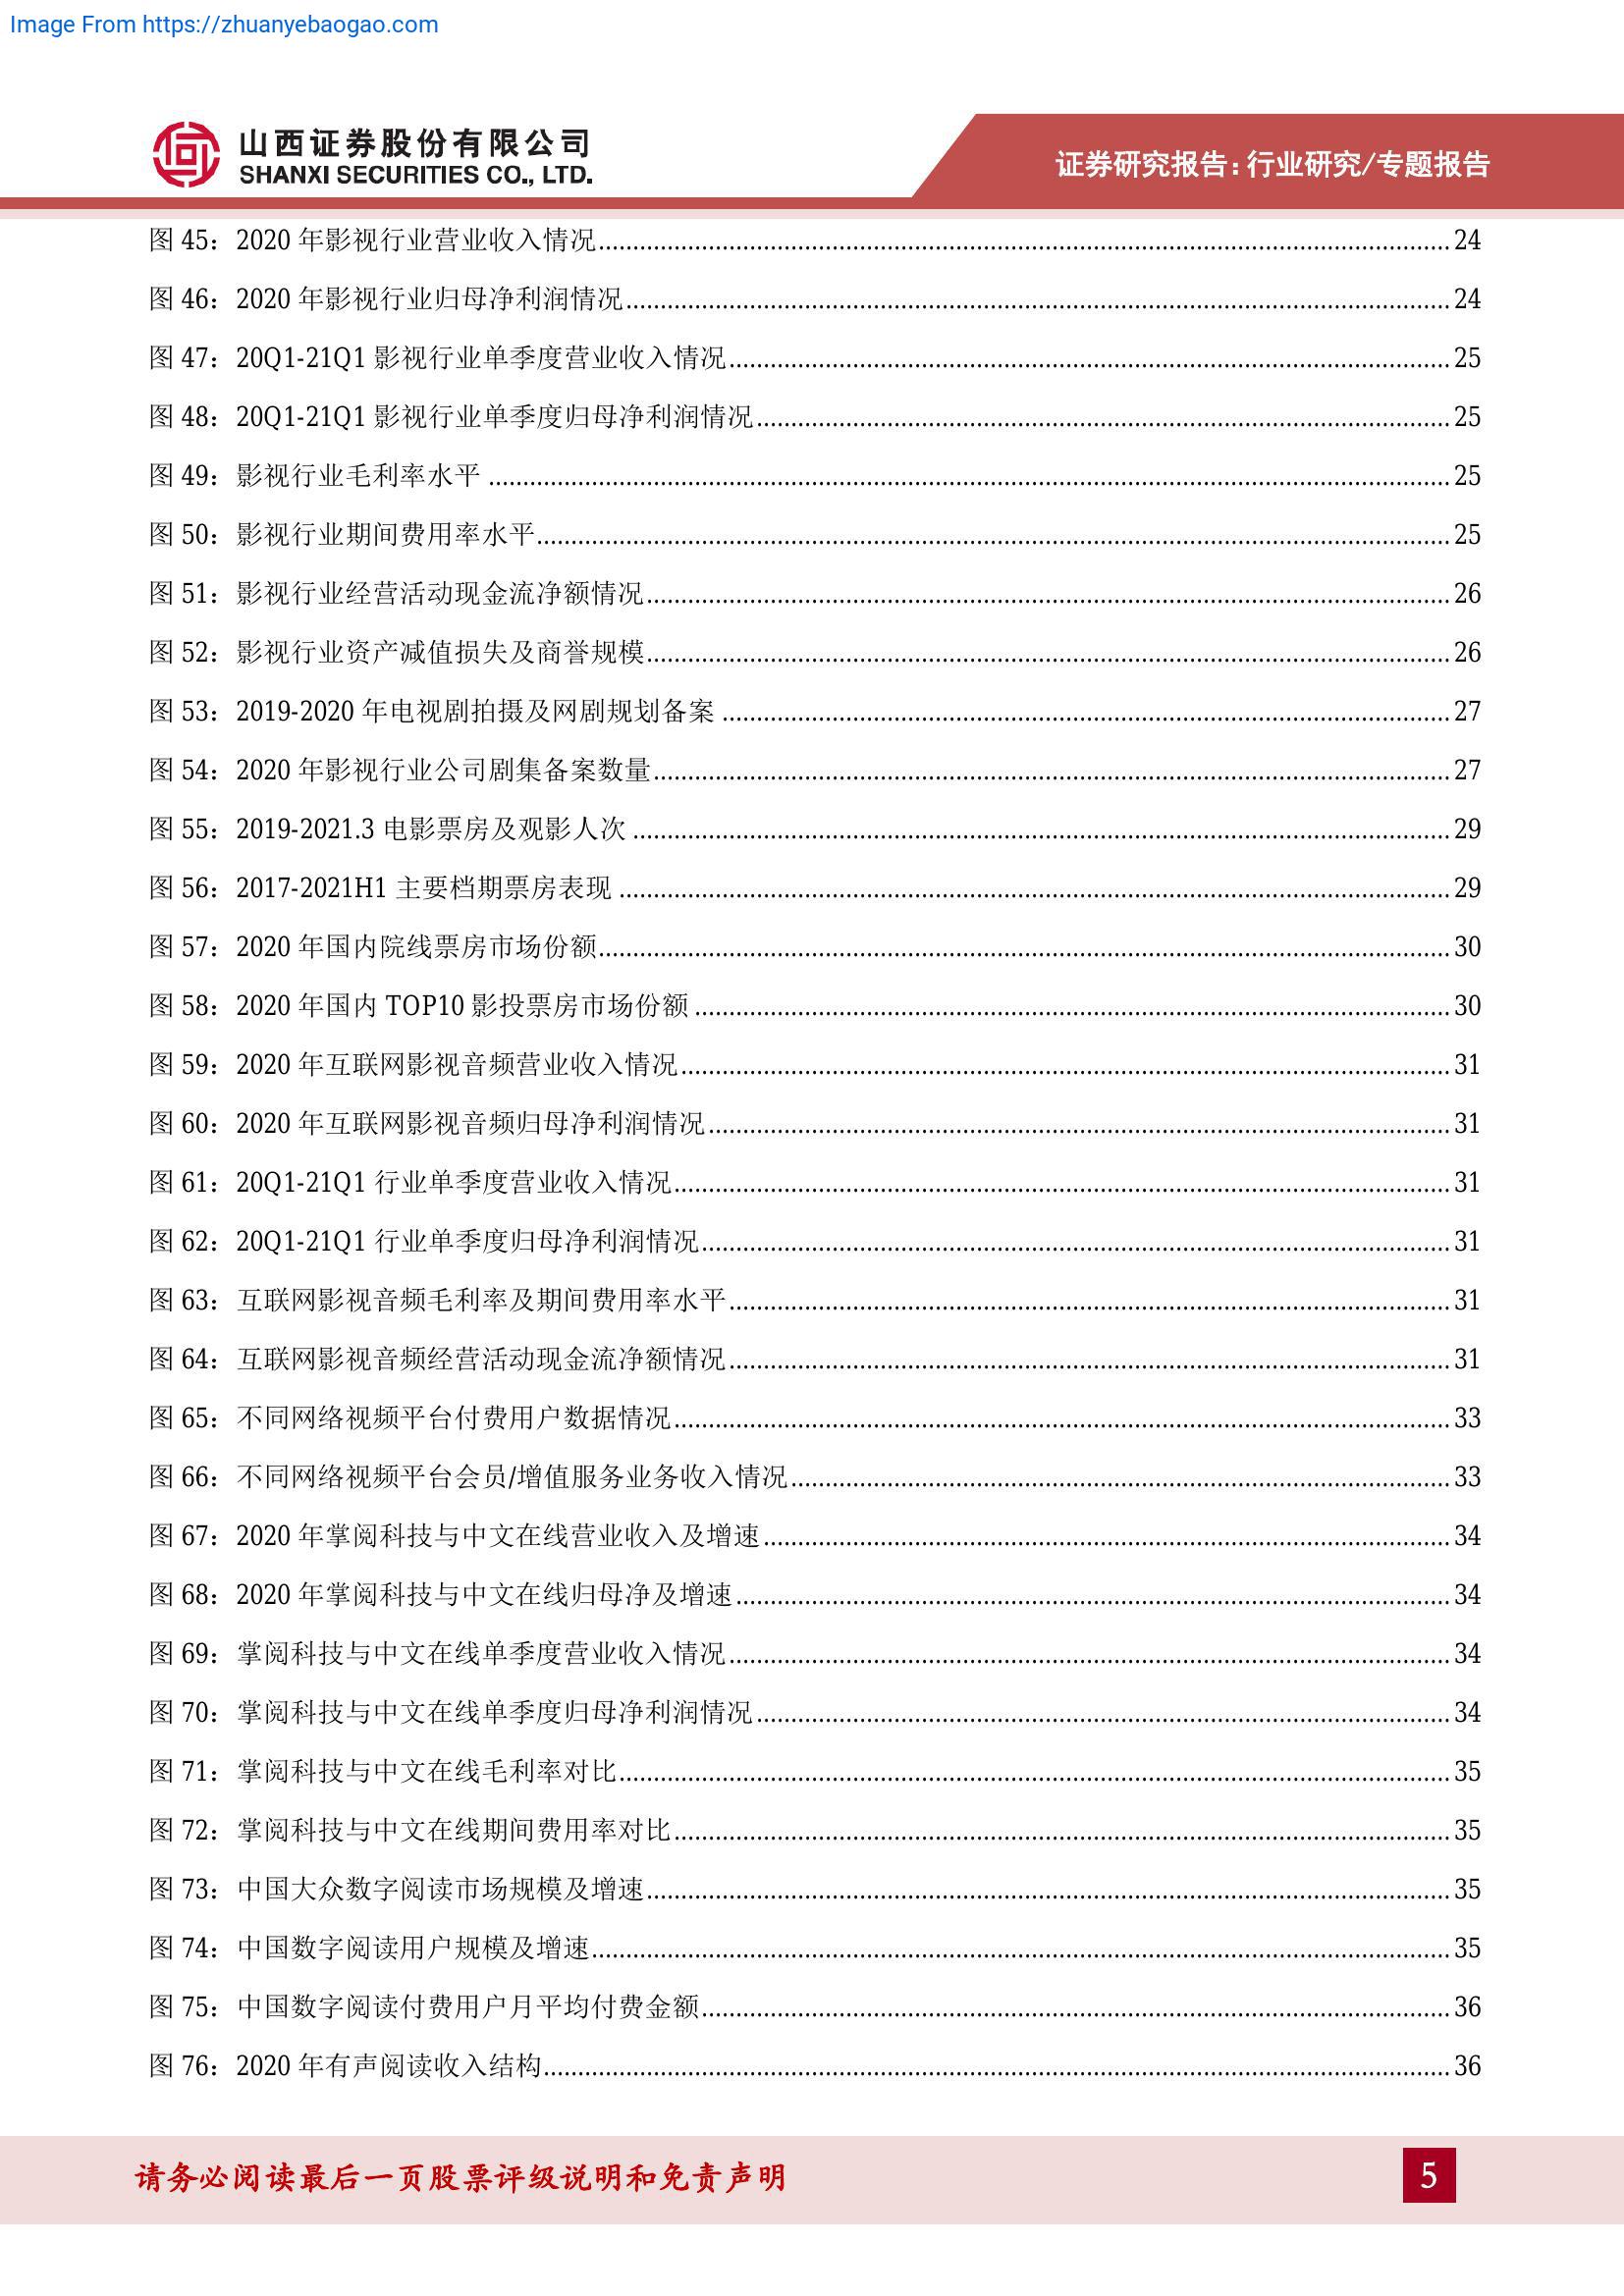 Image From https://zhuanyebaogao.com
山西证券股份有限公司
SHANXI SECURITIES CO., LTD.
证券研究报告:行业研究/专题报告
图 45：2020 年影视行业营业收入情况 24
图 46：2020 年影视行业归母净利润情况 24
图 47：20Q1-21Q1 影视行业单季度营业收入情况 25
图 48：20Q1-21Q1 影视行业单季度归母净利润情况 25
图 49：影视行业毛利率水平 25
图 50：影视行业期间费用率水平 25
图 51：影视行业经营活动现金流净额情况 26
图 52：影视行业资产减值损失及商誉规模 26
图 53：2019-2020 年电视剧拍摄及网剧规划备案 27
图 54：2020 年影视行业公司剧集备案数量 27
图 55：2019-2021.3 电影票房及观影人次 29
图 56：2017-2021H1 主要档期票房表现 29
图 57：2020 年国内院线票房市场份额 30
图 58：2020 年国内 TOP10 影投票房市场份额 30
图 59：2020 年互联网影视音频营业收入情况 31
图 60：2020 年互联网影视音频归母净利润情况 31
图 61：20Q1-21Q1 行业单季度营业收入情况 31
图 62：20Q1-21Q1 行业单季度归母净利润情况 31
图 63：互联网影视音频毛利率及期间费用率水平 31
图 64：互联网影视音频经营活动现金流净额情况 31
图 65：不同网络视频平台付费用户数据情况 33
图 66：不同网络视频平台会员/增值服务业务收入情况 33
图 67：2020 年掌阅科技与中文在线营业收入及增速 34
图 68：2020 年掌阅科技与中文在线归母净及增速 34
图 69：掌阅科技与中文在线单季度营业收入情况 34
图 70：掌阅科技与中文在线单季度归母净利润情况 34
图 71：掌阅科技与中文在线毛利率对比 35
图 72：掌阅科技与中文在线期间费用率对比 35
图 73：中国大众数字阅读市场规模及增速 35
图 74：中国数字阅读用户规模及增速 35
图 75：中国数字阅读付费用户月平均付费金额 36
图 76：2020 年有声阅读收入结构 36
请务必阅读最后一页股票评级说明和免责声明
5